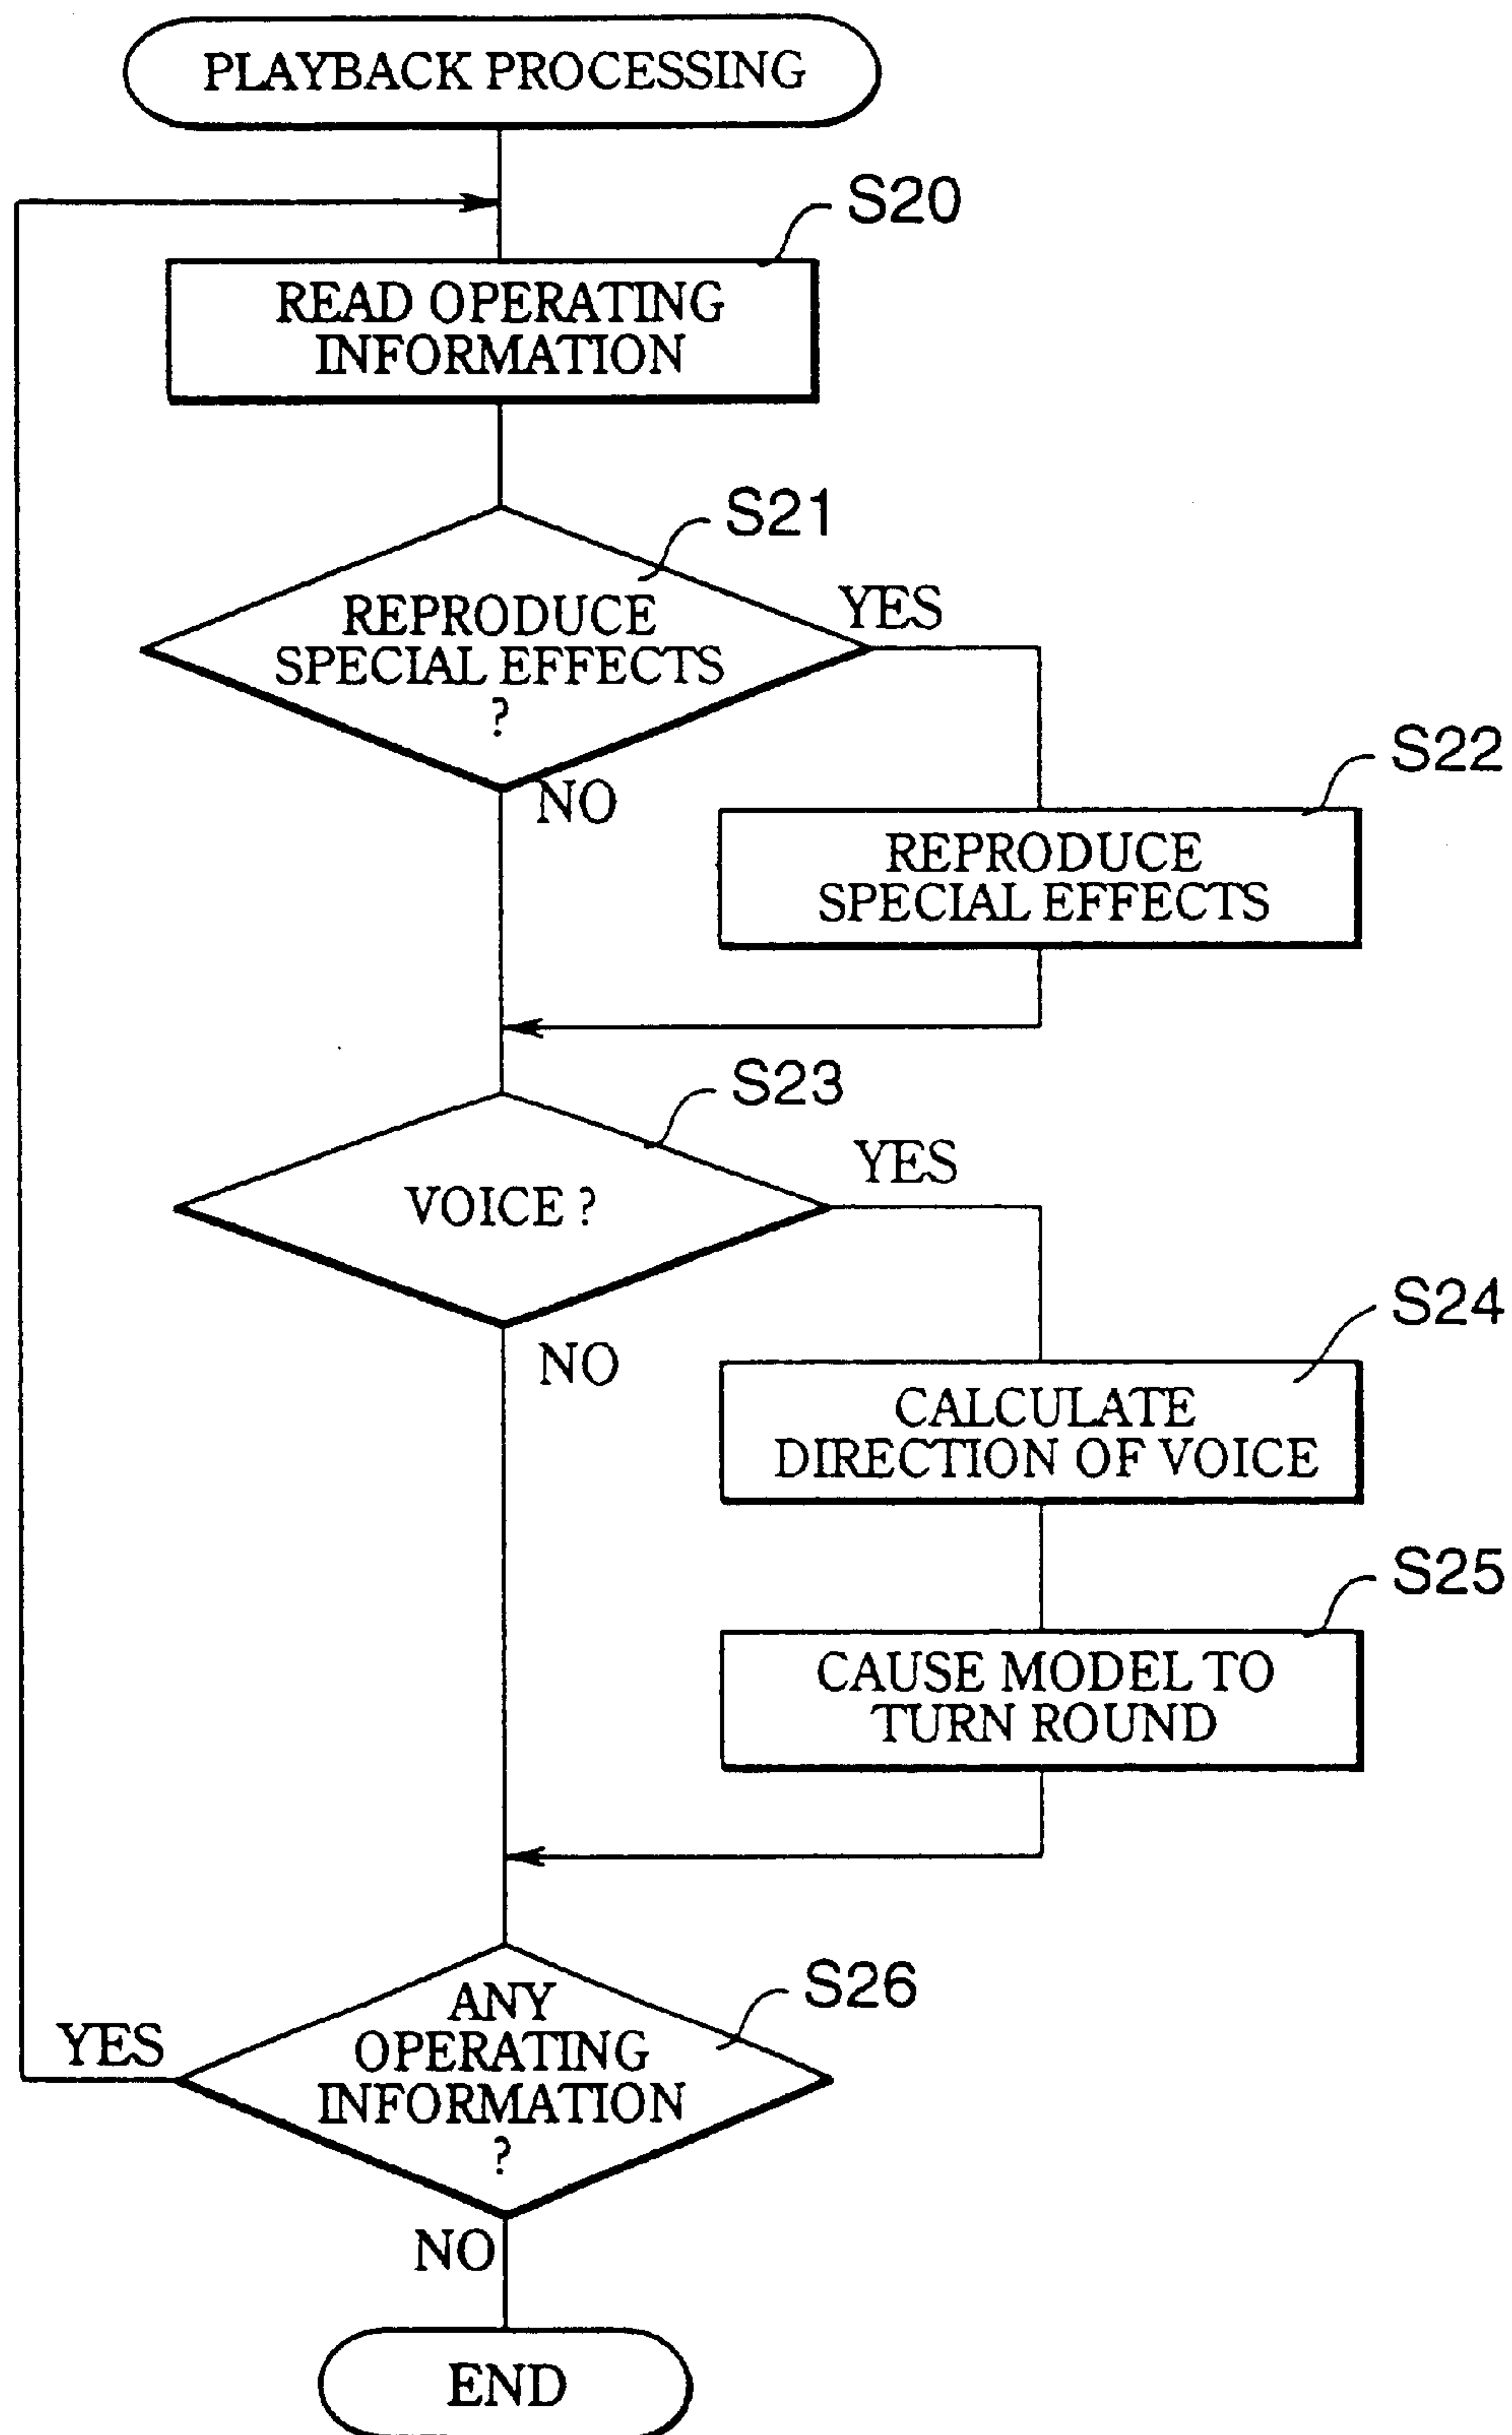 PLAYBACK PROCESSING
S20
READ OPERATING
INFORMATION
S21
REPRODUCE
SPECIAL EFFECTS
?
YES
NO
S22
REPRODUCE
SPECIAL EFFECTS
S23
VOICE ?
YES
NO
S24
CALCULATE
DIRECTION OF VOICE
S25
CAUSE MODEL TO
TURN ROUND
S26
ANY
OPERATING
INFORMATION
?
YES
NO
END